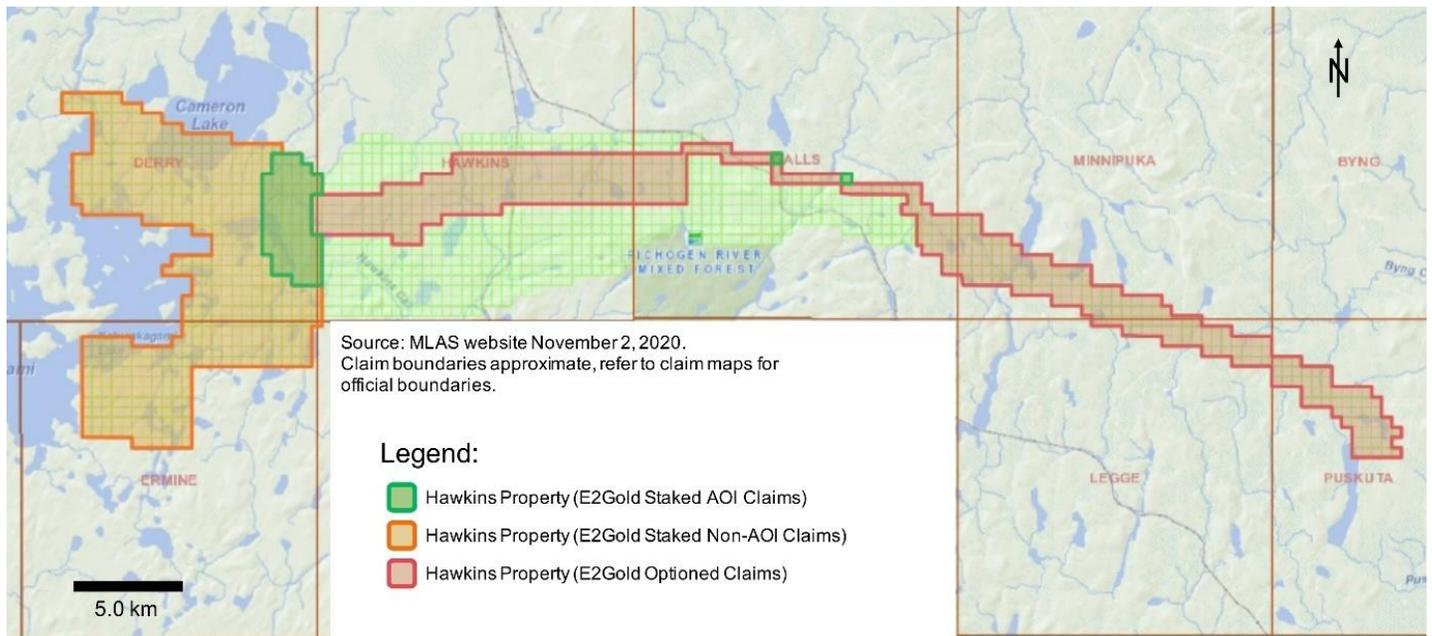 Cameron
Lake
N
DERRY
HAWKINS
ALLS
MINNIPUKA
BYNG
PICHOGEN RIVER
MIXED FOREST
Byng C
Source: MLAS website November 2, 2020.
Claim boundaries approximate, refer to claim maps for
official boundaries.
ami
Legend:
ERMINE
LEGGE
PUSKUTA
Hawkins Property (E2Gold Staked AOI Claims)
Hawkins Property (E2Gold Staked Non-AOI Claims)
Hawkins Property (E2Gold Optioned Claims)
5.0 km